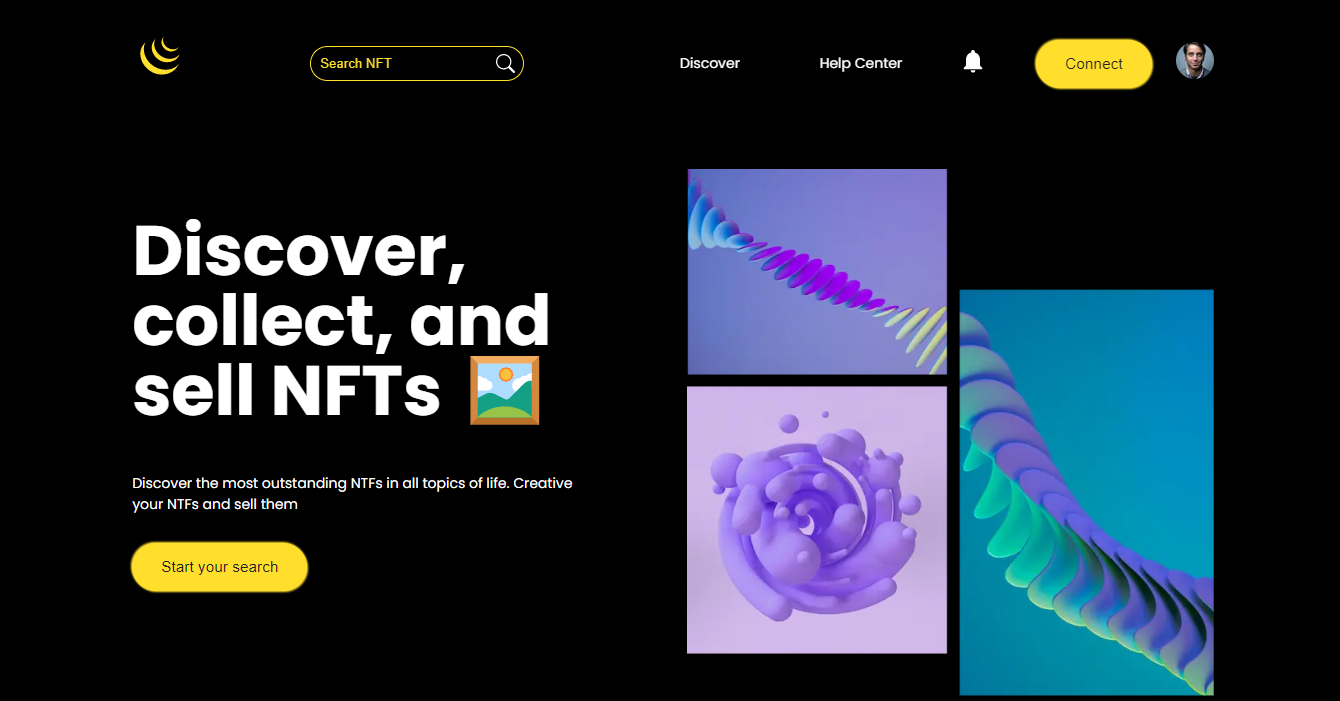 Search NFT
Discover
Help Center
Connect
Discover,
collect, and
sell NFTs
Discover the most outstanding NTFs in all topics of life. Creative
your NTFs and sell them
Start your search